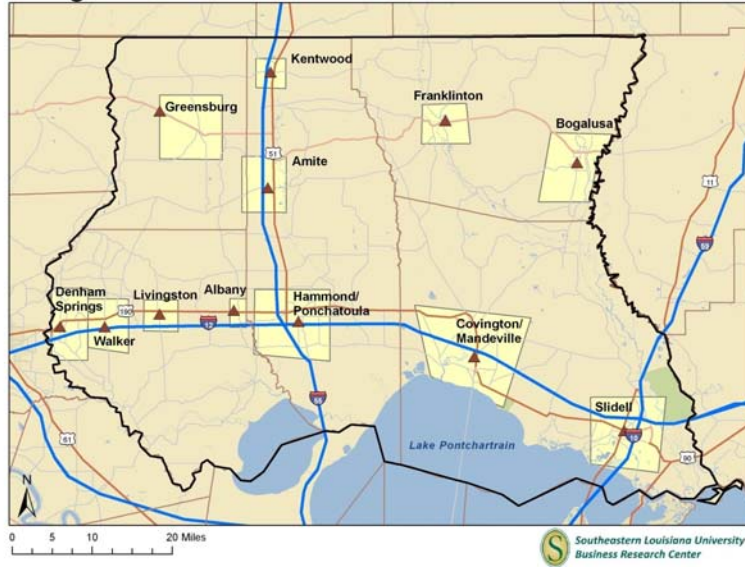 Kentwood
Greensburg
Franklinton
Bogalusa
51
Amite
11
59
Denham
Springs
Livingston
Albany
Hammond/
Ponchatoula
190
12
Walker
Covington/
Mandeville
55
Slidell
10
61
Lake Pontchartrain
90
N
0 5 10 20 Miles
S
Southeastern Louisiana University
Business Research Center